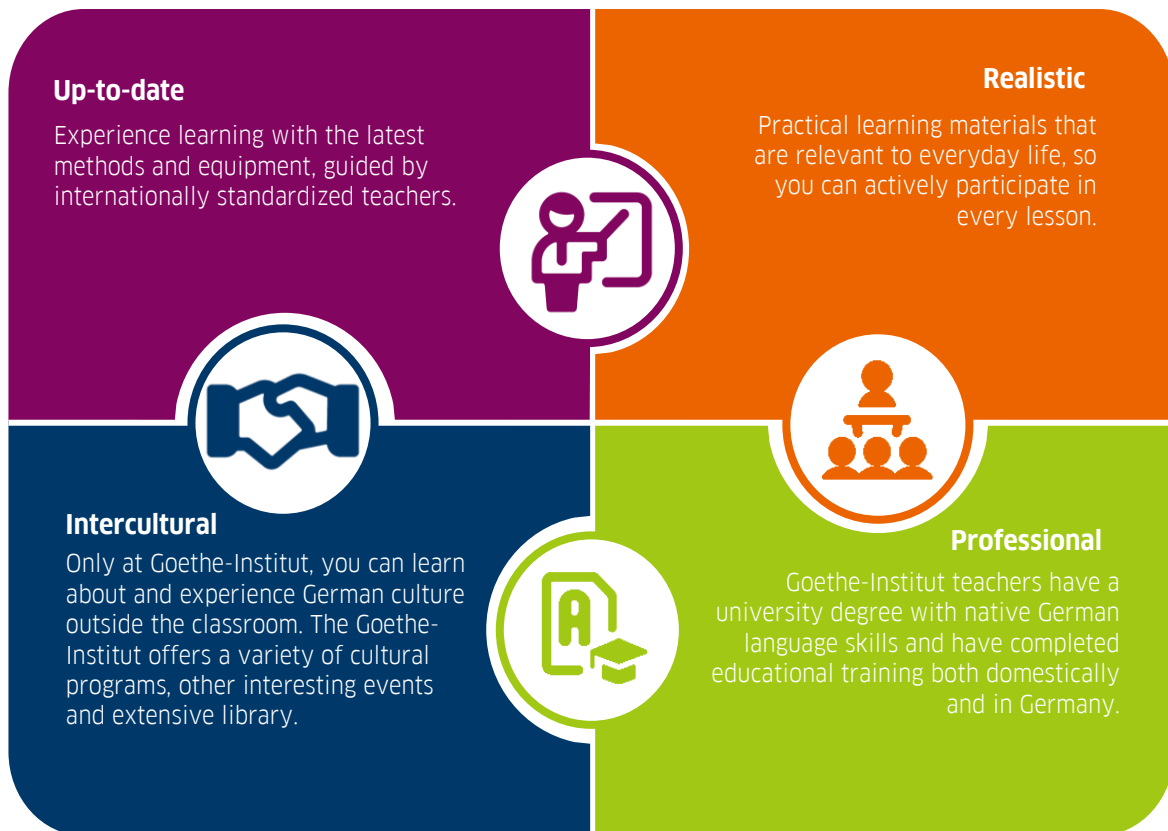 Up-to-date
Experience learning with the latest
methods and equipment, guided by
internationally standardized teachers.
Realistic
Practical learning materials that
are relevant to everyday life, so
you can actively participate in
every lesson.
Intercultural
Only at Goethe-Institut, you can learn
about and experience German culture
outside the classroom. The Goethe-
Institut offers a variety of cultural
programs, other interesting events
and extensive library.
A
Professional
Goethe-Institut teachers have a
university degree with native German
language skills and have completed
educational training both domestically
and in Germany.